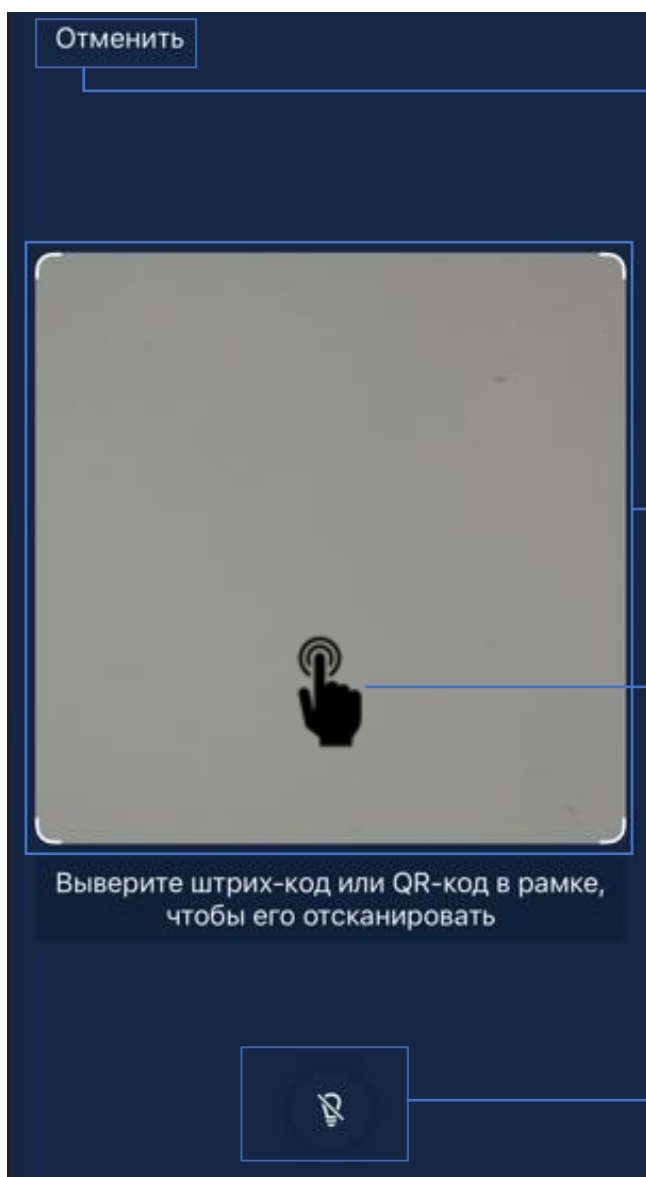 Отменить
Выверите штрих-код или QR-код в рамке,
чтобы его отсканировать